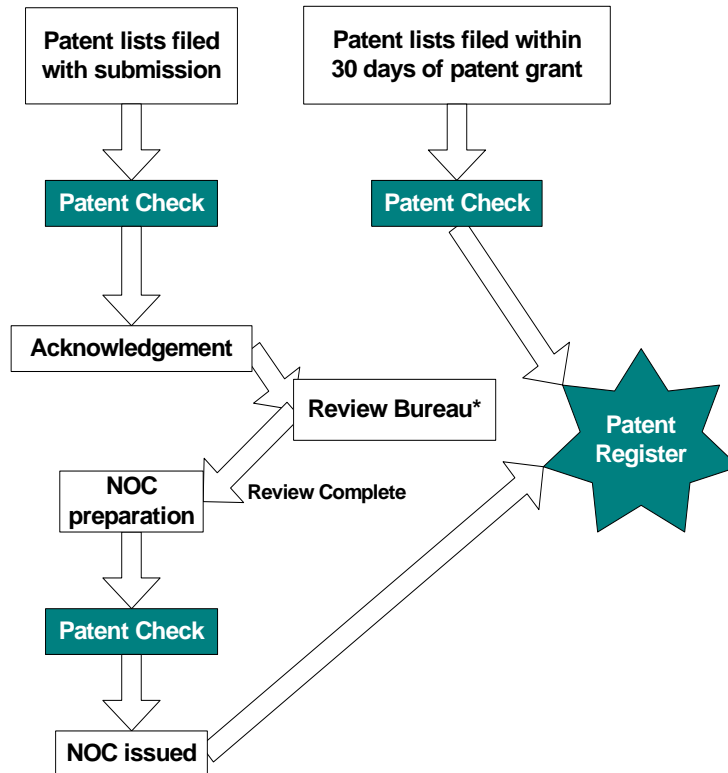 Patent lists filed
with submission
Patent lists filed within
30 days of patent grant
Patent Check
Patent Check
Acknowledgement
Review Bureau*
Patent
Register
NOC
preparation
Review Complete
Patent Check
NOC issued